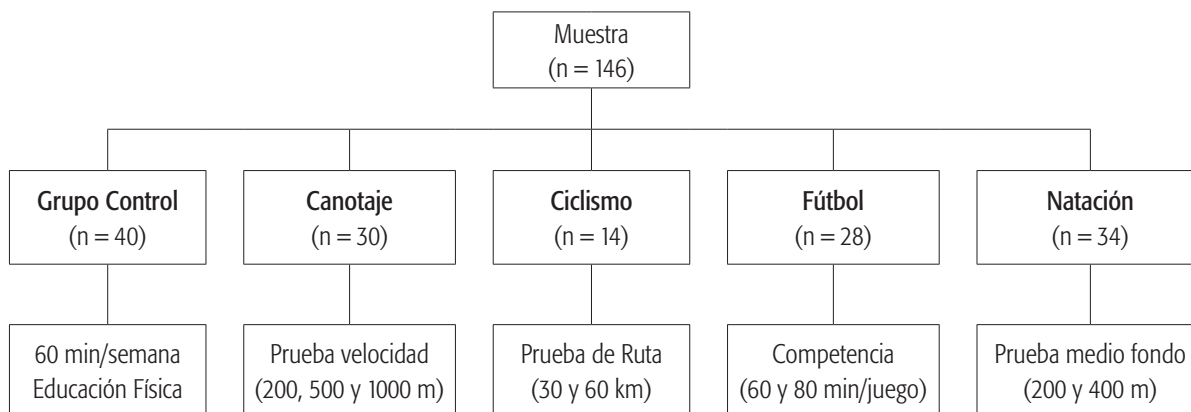 Muestra
(n = 146)
Grupo Control
(n = 40)
Canotaje
(n = 30)
Ciclismo
(n = 14)
Fútbol
(n = 28)
Natación
(n = 34)
60 min/semana
Educación Física
Prueba velocidad
(200, 500 y 1000 m)
Prueba de Ruta
(30 y 60 km)
Competencia
(60 y 80 min/juego)
Prueba medio fondo
(200 y 400 m)